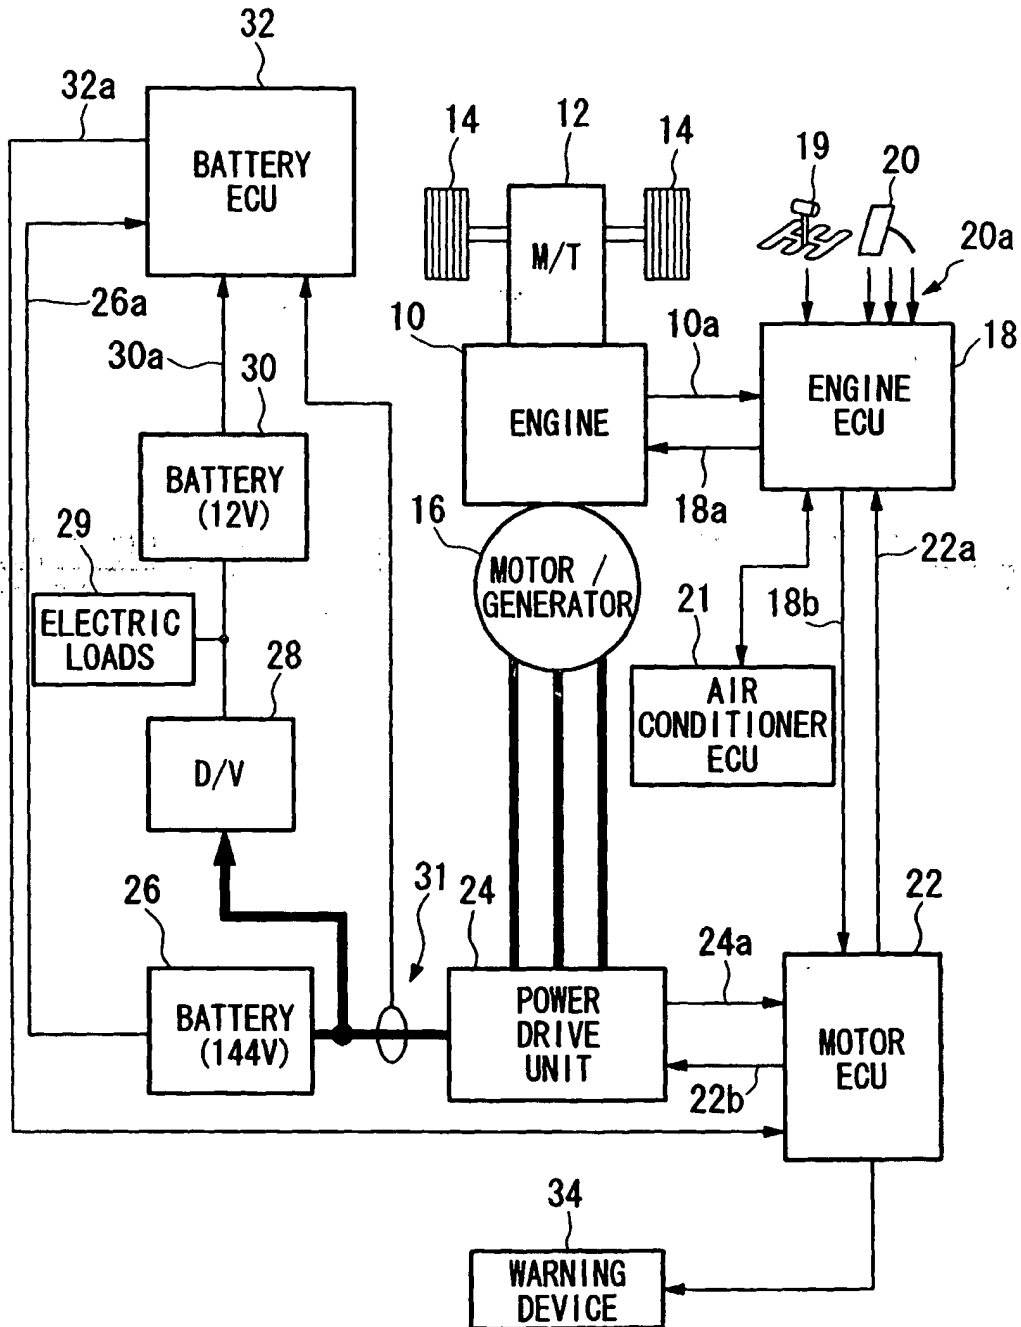 32
32a
BATTERY
ECU
14
12
14
19
20
20a
M/T
26a
30a
30
10
10a
18
ENGINE
ECU
ENGINE
18a
BATTERY
(12V)
16
29
MOTOR /
GENERATOR
22a
18b
21
ELECTRIC
LOADS
28
AIR
CONDITIONER
ECU
D/V
26
31
24
22
24a
BATTERY
(144V)
POWER
DRIVE
UNIT
MOTOR
ECU
22b
34
WARNING
DEVICE